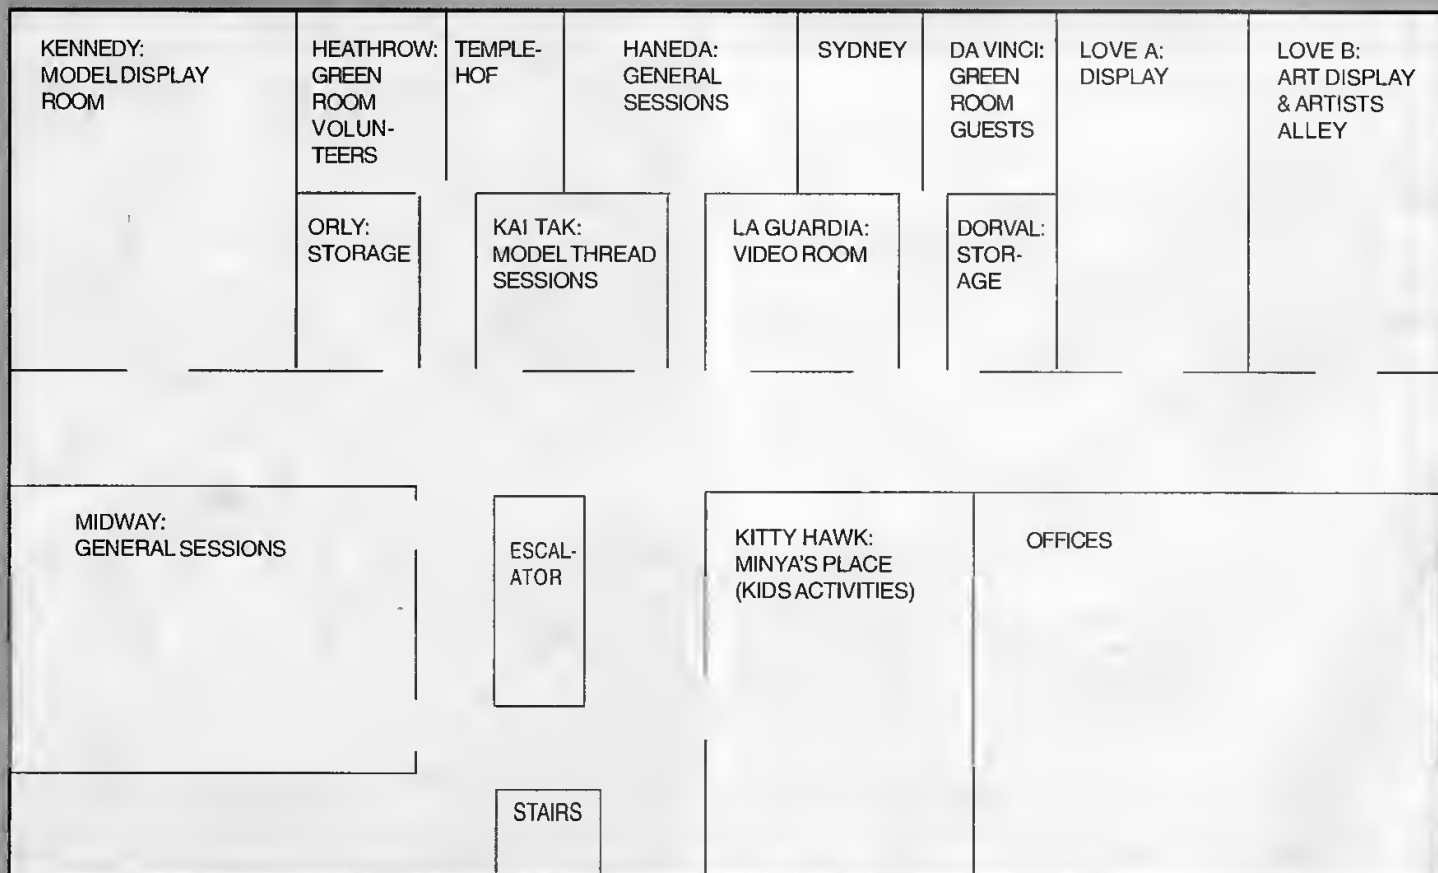 KENNEDY:
MODEL DISPLAY
ROOM
HEATHROW:
GREEN
ROOM
VOLUN-
TEERS
TEMPLE-
HOF
HANEDA:
GENERAL
SESSIONS
SYDNEY
DA VINCI:
GREEN
ROOM
GUESTS
LOVE A:
DISPLAY
LOVE B:
ART DISPLAY
& ARTISTS
ALLEY
ORLY:
STORAGE
KAI TAK:
MODEL THREAD
SESSIONS
LA GUARDIA:
VIDEO ROOM
DORVAL:
STOR-
AGE
MIDWAY:
GENERAL SESSIONS
ESCAL-
ATOR
KITTY HAWK:
MINYA'S PLACE
(KIDS ACTIVITIES)
OFFICES
STAIRS